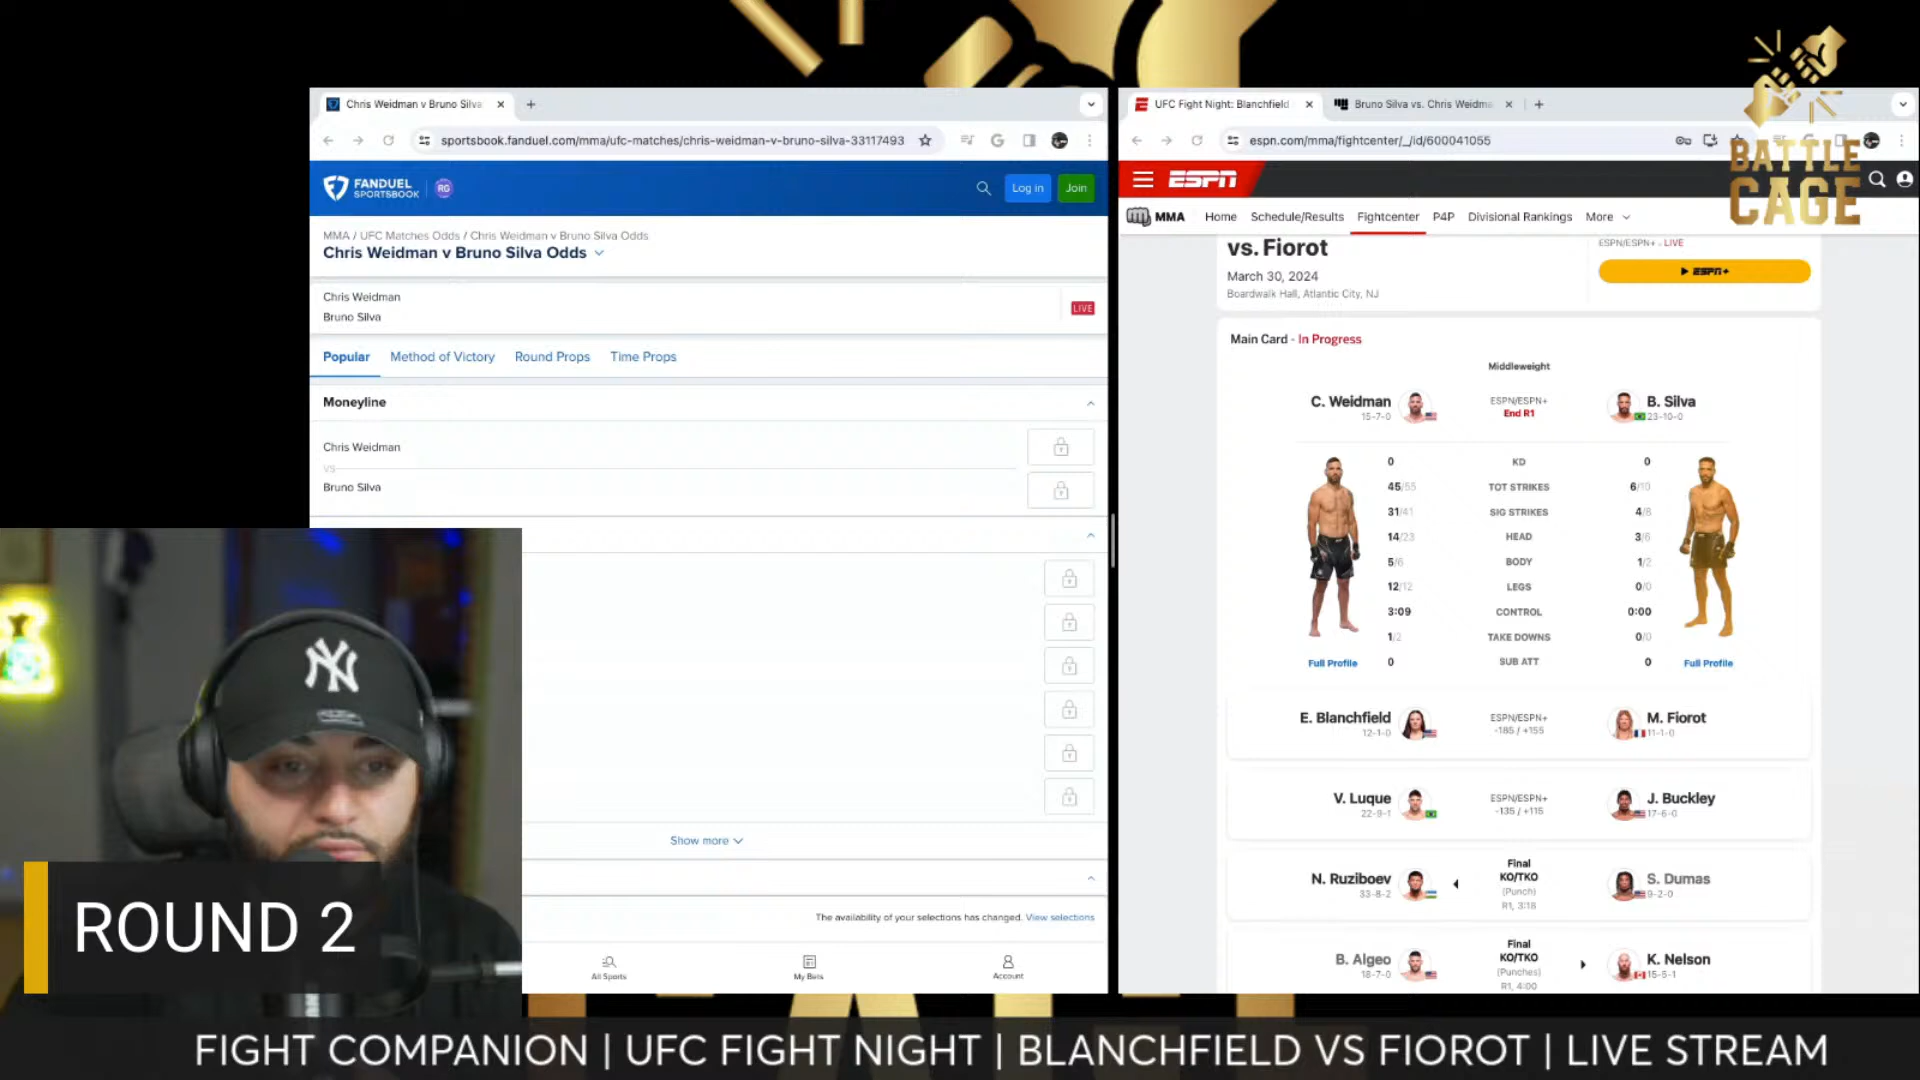 Chris Weidman v Bruno Silva
sportsbook.fanduel.com/mma/ufc-matches/chris-weidman-v-bruno-silva-33117493
FANDUEL
SPORTSBOOK
RG
Log in
Join
MMA / UFC Matches Odds / Chris Weidman v Bruno Silva Odds
Chris Weidman v Bruno Silva Odds
Chris Weidman
Bruno Silva
LIVE
Popular
Method of Victory
Round Props
Time Props
Moneyline
Chris Weidman
VS
Bruno Silva
Show more
The availability of your selections has changed. View selections
All Sports
My Bets
Account
UFC Fight Night: Blanchfield
Bruno Silva vs. Chris Weidma
espn.com/mma/fightcenter/_/id/600041055
BATTLE
CAGE
ESPN
MMA
Home
Schedule/Results
Fightcenter
P4P
Divisional Rankings
More
vs. Fiorot
March 30, 2024
Boardwalk Hall, Atlantic City, NJ
ESPN/ESPN+ - LIVE
ESPN+
Main Card - In Progress
Middleweight
C. Weidman
15-7-0
ESPN/ESPN+
End R1
B. Silva
23-10-0
0 KD 0
45/55 TOT STRIKES 6/10
31/41 SIG STRIKES 4/8
14/23 HEAD 3/6
5/6 BODY 1/2
12/12 LEGS 0/0
3:09 CONTROL 0:00
1/2 TAKE DOWNS 0/0
Full Profile 0 SUB ATT 0 Full Profile
E. Blanchfield
12-1-0
ESPN/ESPN+
-185 / +155
M. Fiorot
11-1-0
V. Luque
22-9-1
ESPN/ESPN+
-135 / +115
J. Buckley
17-6-0
N. Ruziboev
33-8-2
Final
KO/TKO
(Punch)
R1, 3:18
S. Dumas
9-2-0
B. Algeo
18-7-0
Final
KO/TKO
(Punches)
R1, 4:00
K. Nelson
15-5-1
NY
ROUND 2
FIGHT COMPANION | UFC FIGHT NIGHT | BLANCHFIELD VS FIOROT | LIVE STREAM